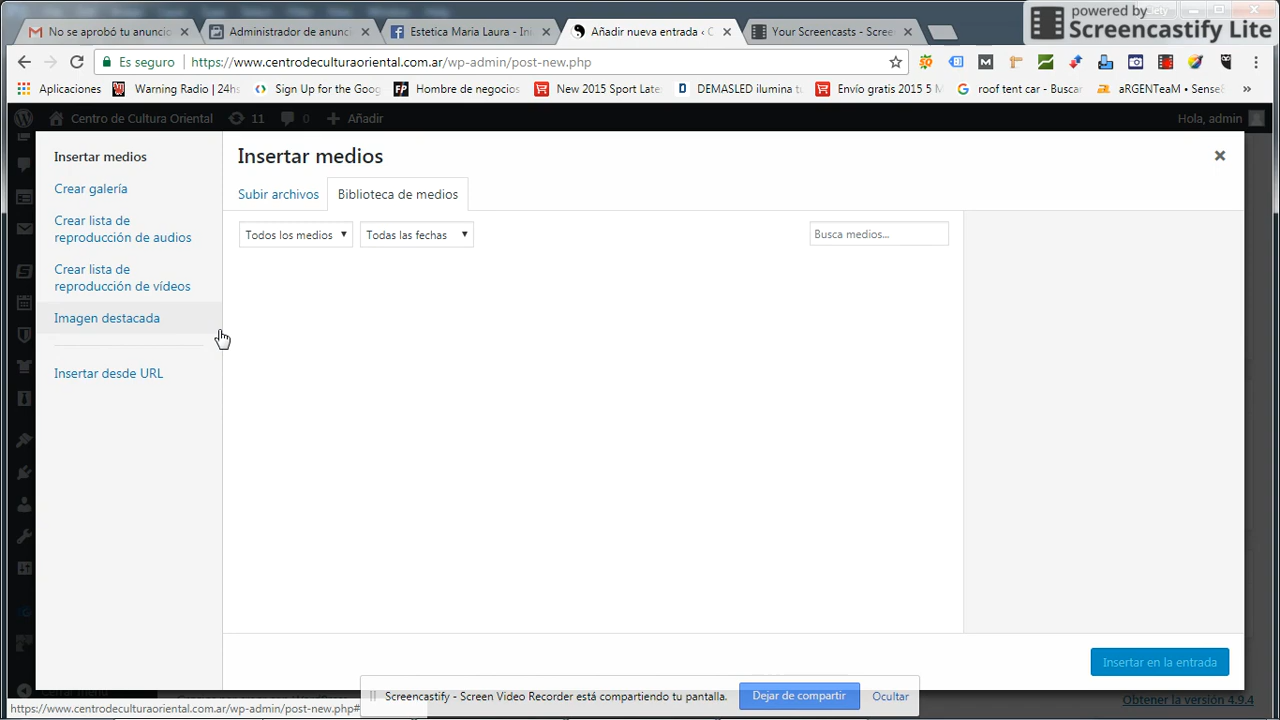 powered by
Screencastify Lite
No se aprobó tu anuncio
Administrador de anunci
Estetica Maria Laura - Ini
Añadir nueva entrada ‹ C
Your Screencasts - Scree
Es seguro
https://www.centrodeculturaoriental.com.ar/wp-admin/post-new.php
Aplicaciones
Warning Radio | 24hs
Sign Up for the Goog
Hombre de negocios
New 2015 Sport Late
DEMASLED ilumina t
Envío gratis 2015 5 M
roof tent car - Buscar
aRGENTeaM • Sense8
»
Centro de Cultura Oriental
11
0
Añadir
Hola, admin
Insertar medios
Crear galería
Crear lista de
reproducción de audios
Crear lista de
reproducción de vídeos
Imagen destacada
Insertar desde URL
Insertar medios
Subir archivos
Biblioteca de medios
Todos los medios
Todas las fechas
Busca medios...
Insertar en la entrada
Screencastify - Screen Video Recorder está compartiendo tu pantalla.
Dejar de compartir
Ocultar
Cerrar menú
Obtener la versión 4.9.4
https://www.centrodeculturaoriental.com.ar/wp-admin/post-new.php#